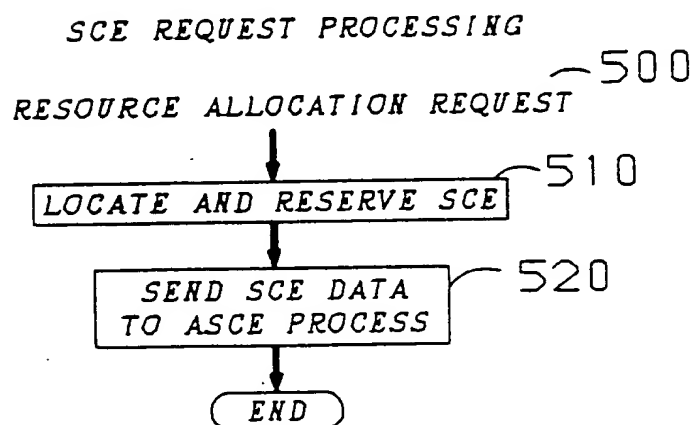 SCE REQUEST PROCESSING
500
RESOURCE ALLOCATION REQUEST
510
LOCATE AND RESERVE SCE
520
SEND SCE DATA
TO ASCE PROCESS
END